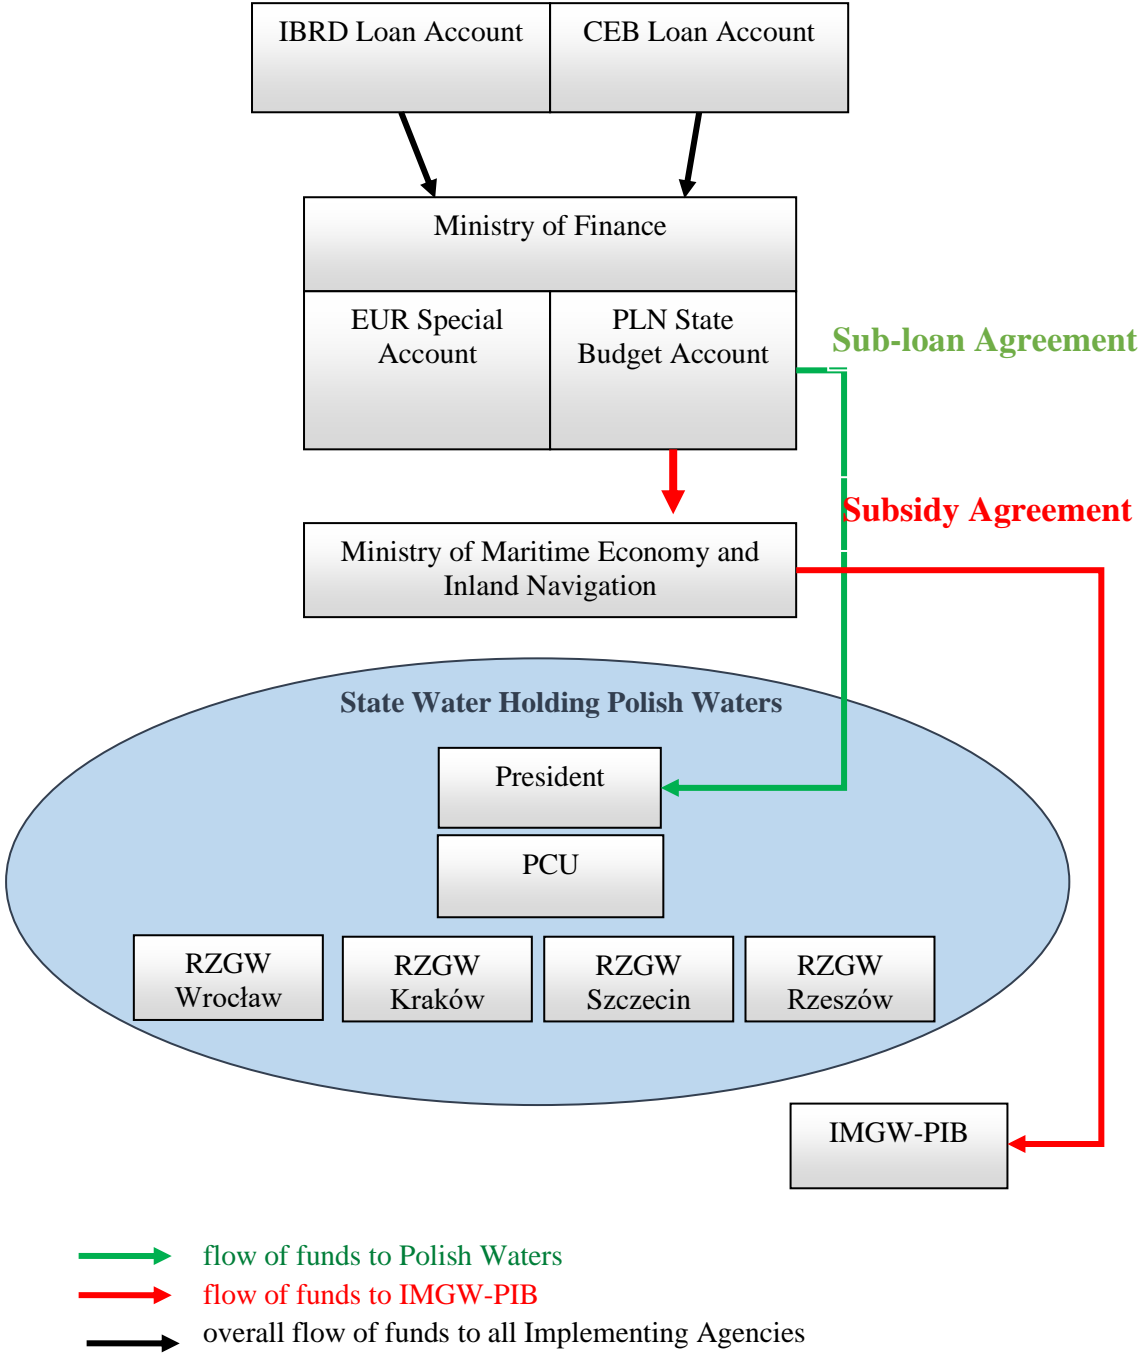 IBRD Loan Account
CEB Loan Account
Ministry of Finance
EUR Special
Account
PLN State
Budget Account
Sub-loan Agreement
Subsidy Agreement
Ministry of Maritime Economy and
Inland Navigation
State Water Holding Polish Waters
President
PCU
RZGW
Wrocław
RZGW
Kraków
RZGW
Szczecin
RZGW
Rzeszów
IMGW-PIB
flow of funds to Polish Waters
flow of funds to IMGW-PIB
overall flow of funds to all Implementing Agencies